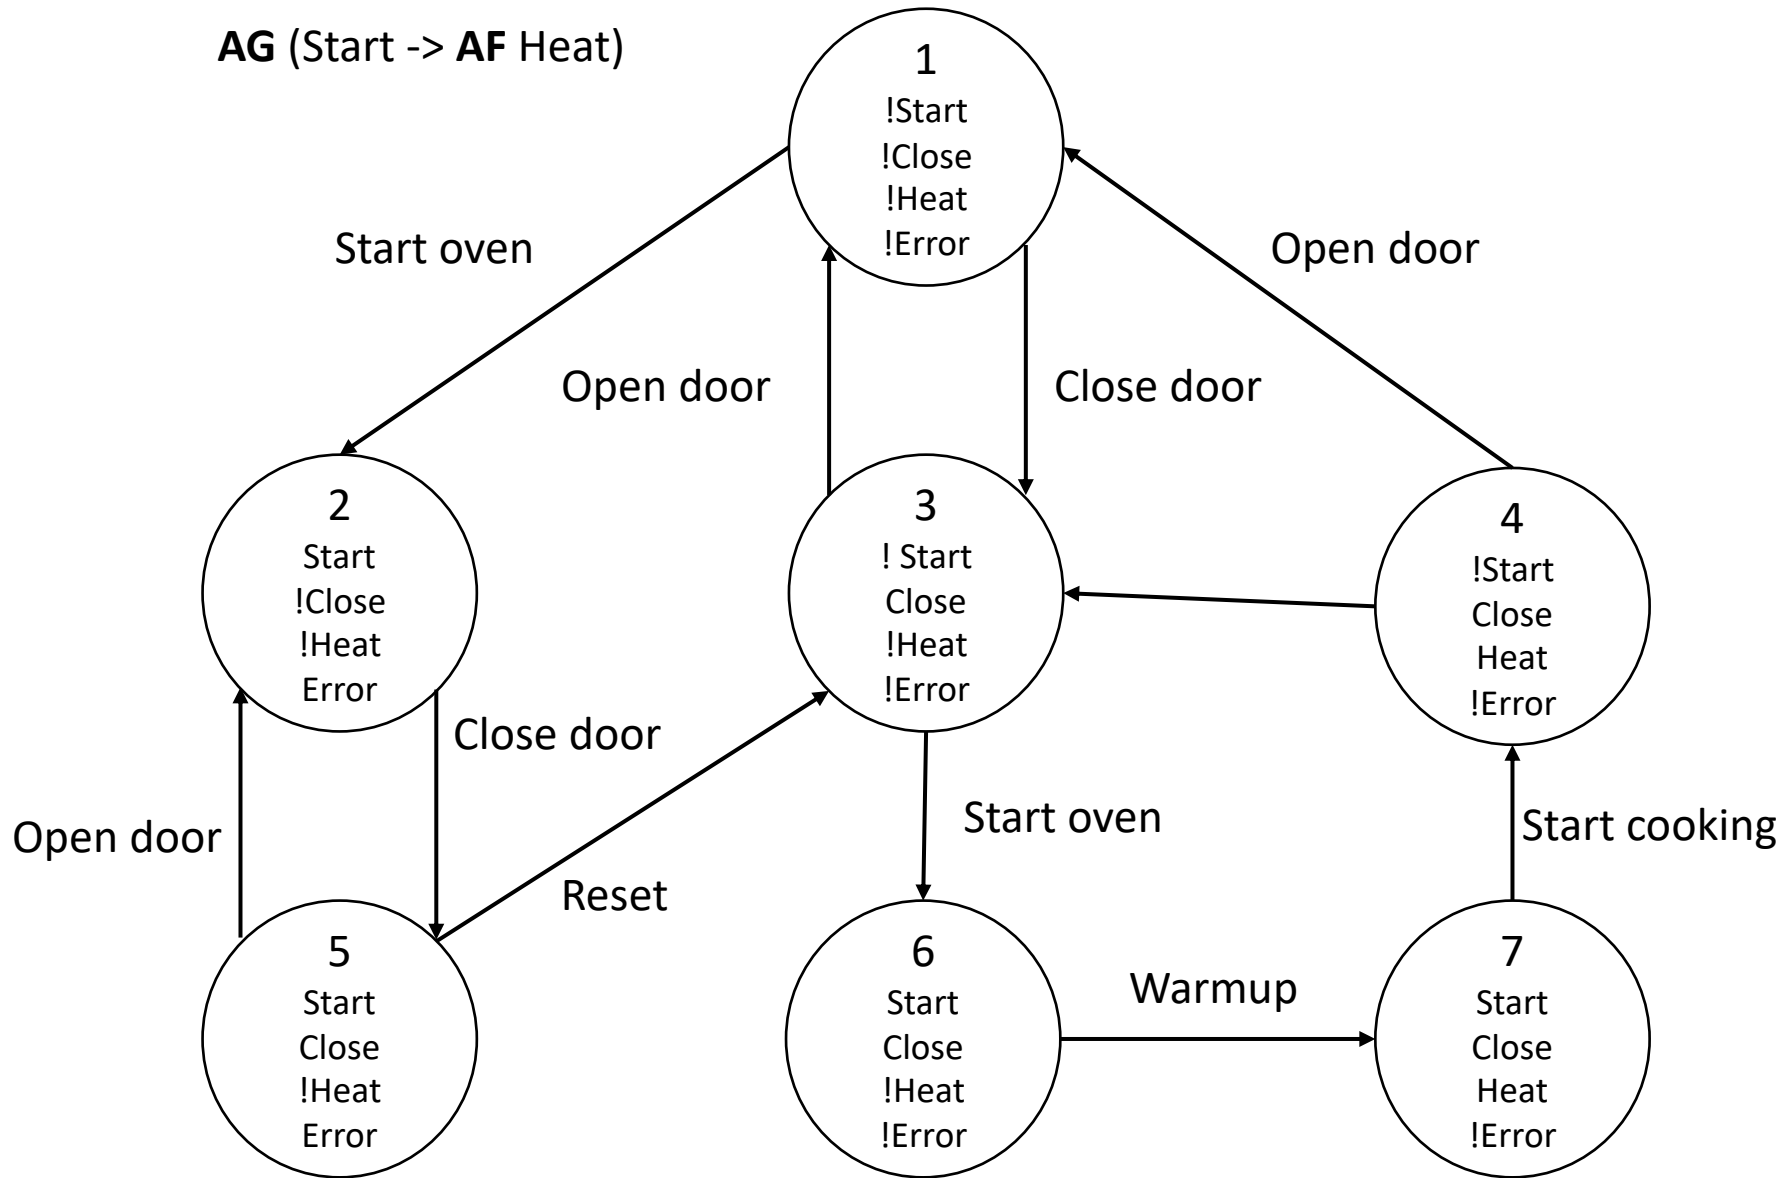 AG (Start -> AF Heat)
1
!Start
!Close
!Heat
!Error
Start oven
Open door
Open door
Close door
2
Start
!Close
!Heat
Error
3
! Start
Close
!Heat
!Error
4
!Start
Close
Heat
!Error
Close door
Open door
Reset
Start oven
Start cooking
5
Start
Close
!Heat
Error
6
Start
Close
!Heat
!Error
Warmup
7
Start
Close
Heat
!Error